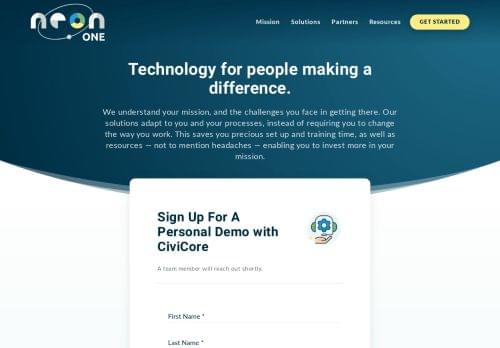 neon
ONE
Mission Solutions Partners Resources GET STARTED
Technology for people making a
difference.
We understand your mission, and the challenges you face in getting there. Our
solutions adapt to you and your processes, instead of requiring you to change
the way you work. This saves you precious set up and training time, as well as
resources — not to mention headaches — enabling you to invest more in your
mission.
Sign Up For A
Personal Demo with
CiviCore
A team member will reach out shortly.
First Name *
Last Name *